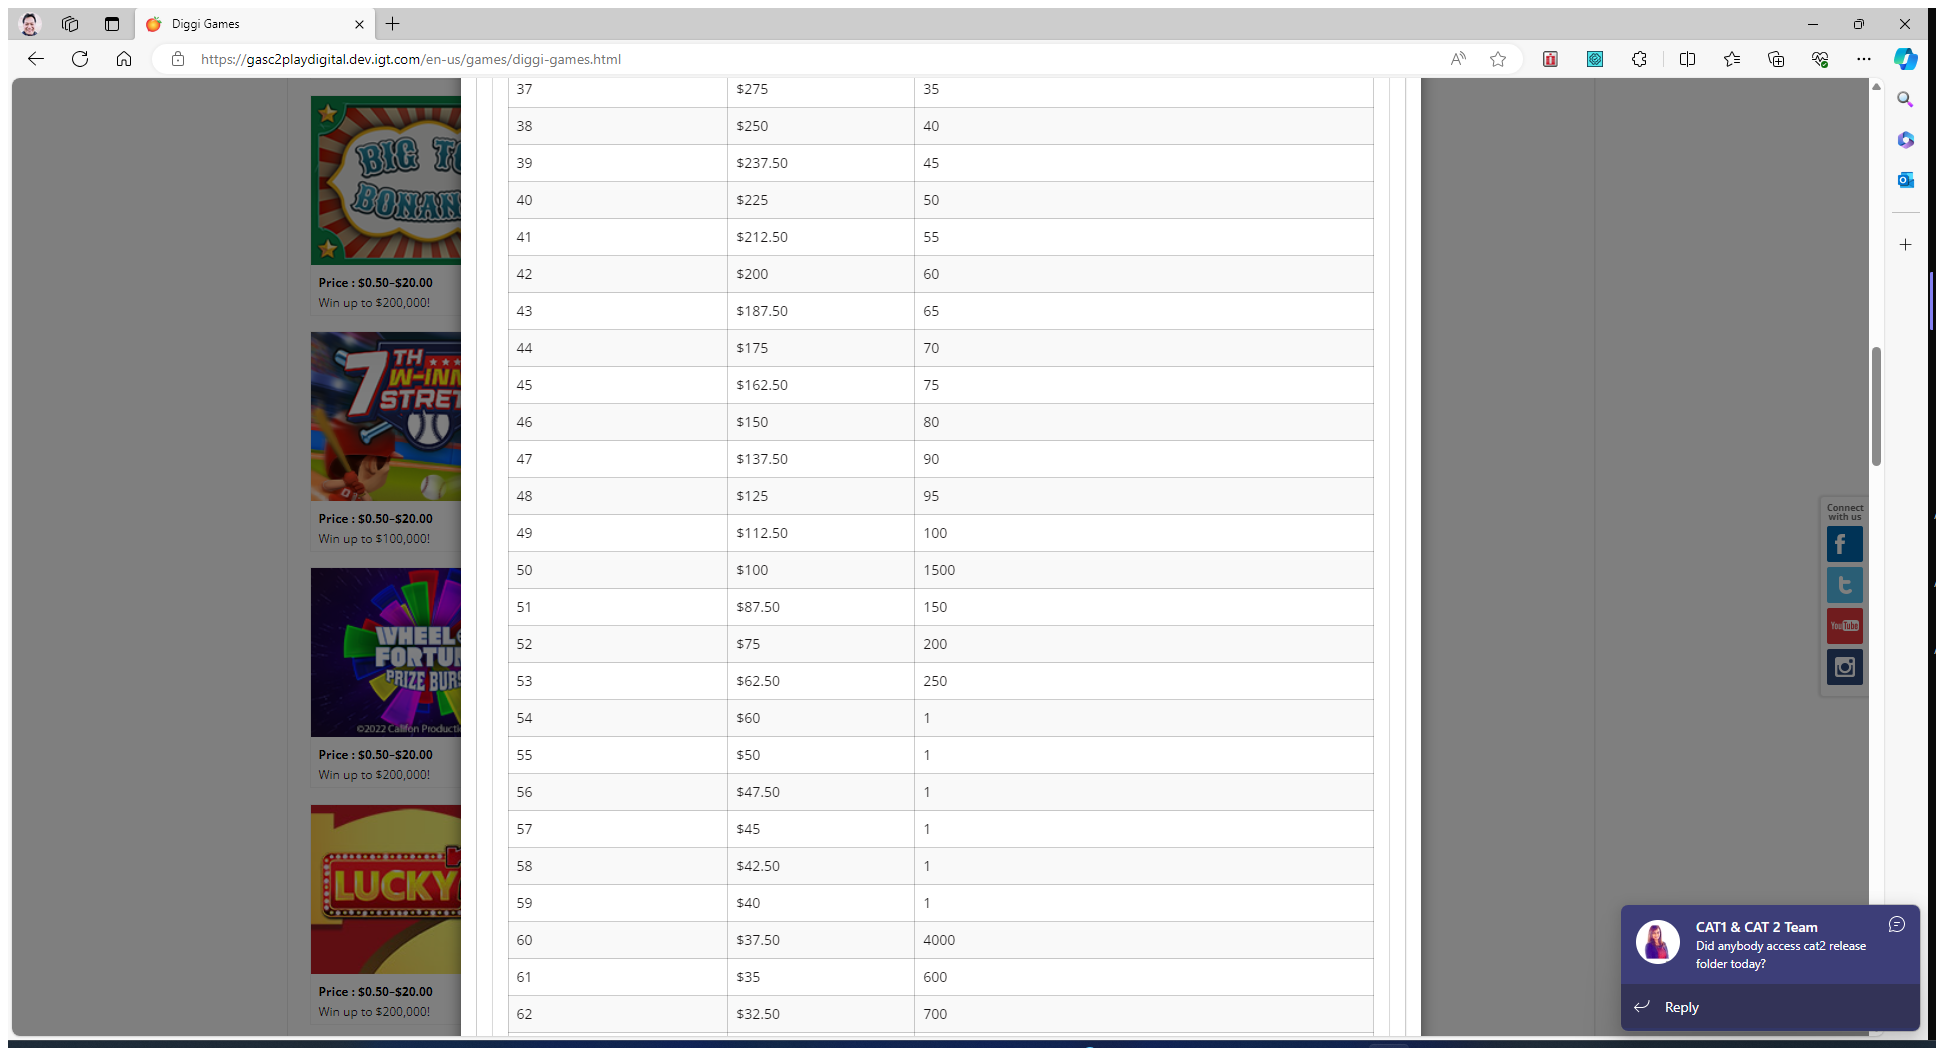 Diggi Games
https://gasc2playdigital.dev.igt.com/en-us/games/diggi-games.html
BIG TO
BONAN
Price : $0.50–$20.00
Win up to $200,000!
7TH
W-INN
STRET
Price : $0.50–$20.00
Win up to $100,000!
WHEEL
FORTU
PRIZE BURS
©2022 Califon Producti
Price : $0.50–$20.00
Win up to $200,000!
LUCKY
Price : $0.50–$20.00
Win up to $200,000!
37 $275 35
38 $250 40
39 $237.50 45
40 $225 50
41 $212.50 55
42 $200 60
43 $187.50 65
44 $175 70
45 $162.50 75
46 $150 80
47 $137.50 90
48 $125 95
49 $112.50 100
50 $100 1500
51 $87.50 150
52 $75 200
53 $62.50 250
54 $60 1
55 $50 1
56 $47.50 1
57 $45 1
58 $42.50 1
59 $40 1
60 $37.50 4000
61 $35 600
62 $32.50 700
Connect
with us
YouTube
CAT1 & CAT 2 Team
Did anybody access cat2 release
folder today?
Reply